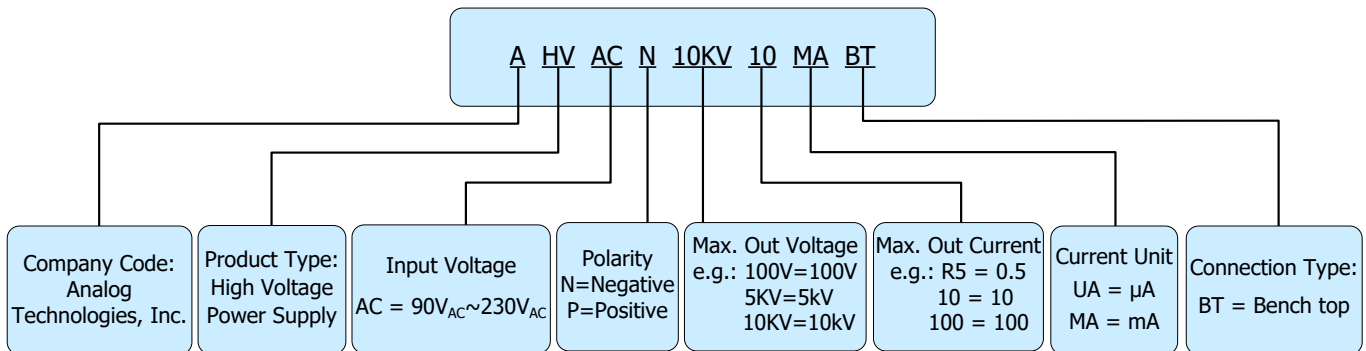 A HV AC N 10KV 10 MA BT
Company Code:
Analog
Technologies, Inc.
Product Type:
High Voltage
Power Supply
Input Voltage
AC = 90VAC~230VAC
Polarity
N=Negative
P=Positive
Max. Out Voltage
e.g.: 100V=100V
5KV=5kV
10KV=10kV
Max. Out Current
e.g.: R5 = 0.5
10 = 10
100 = 100
Current Unit
UA = µA
MA = mA
Connection Type:
BT = Bench top